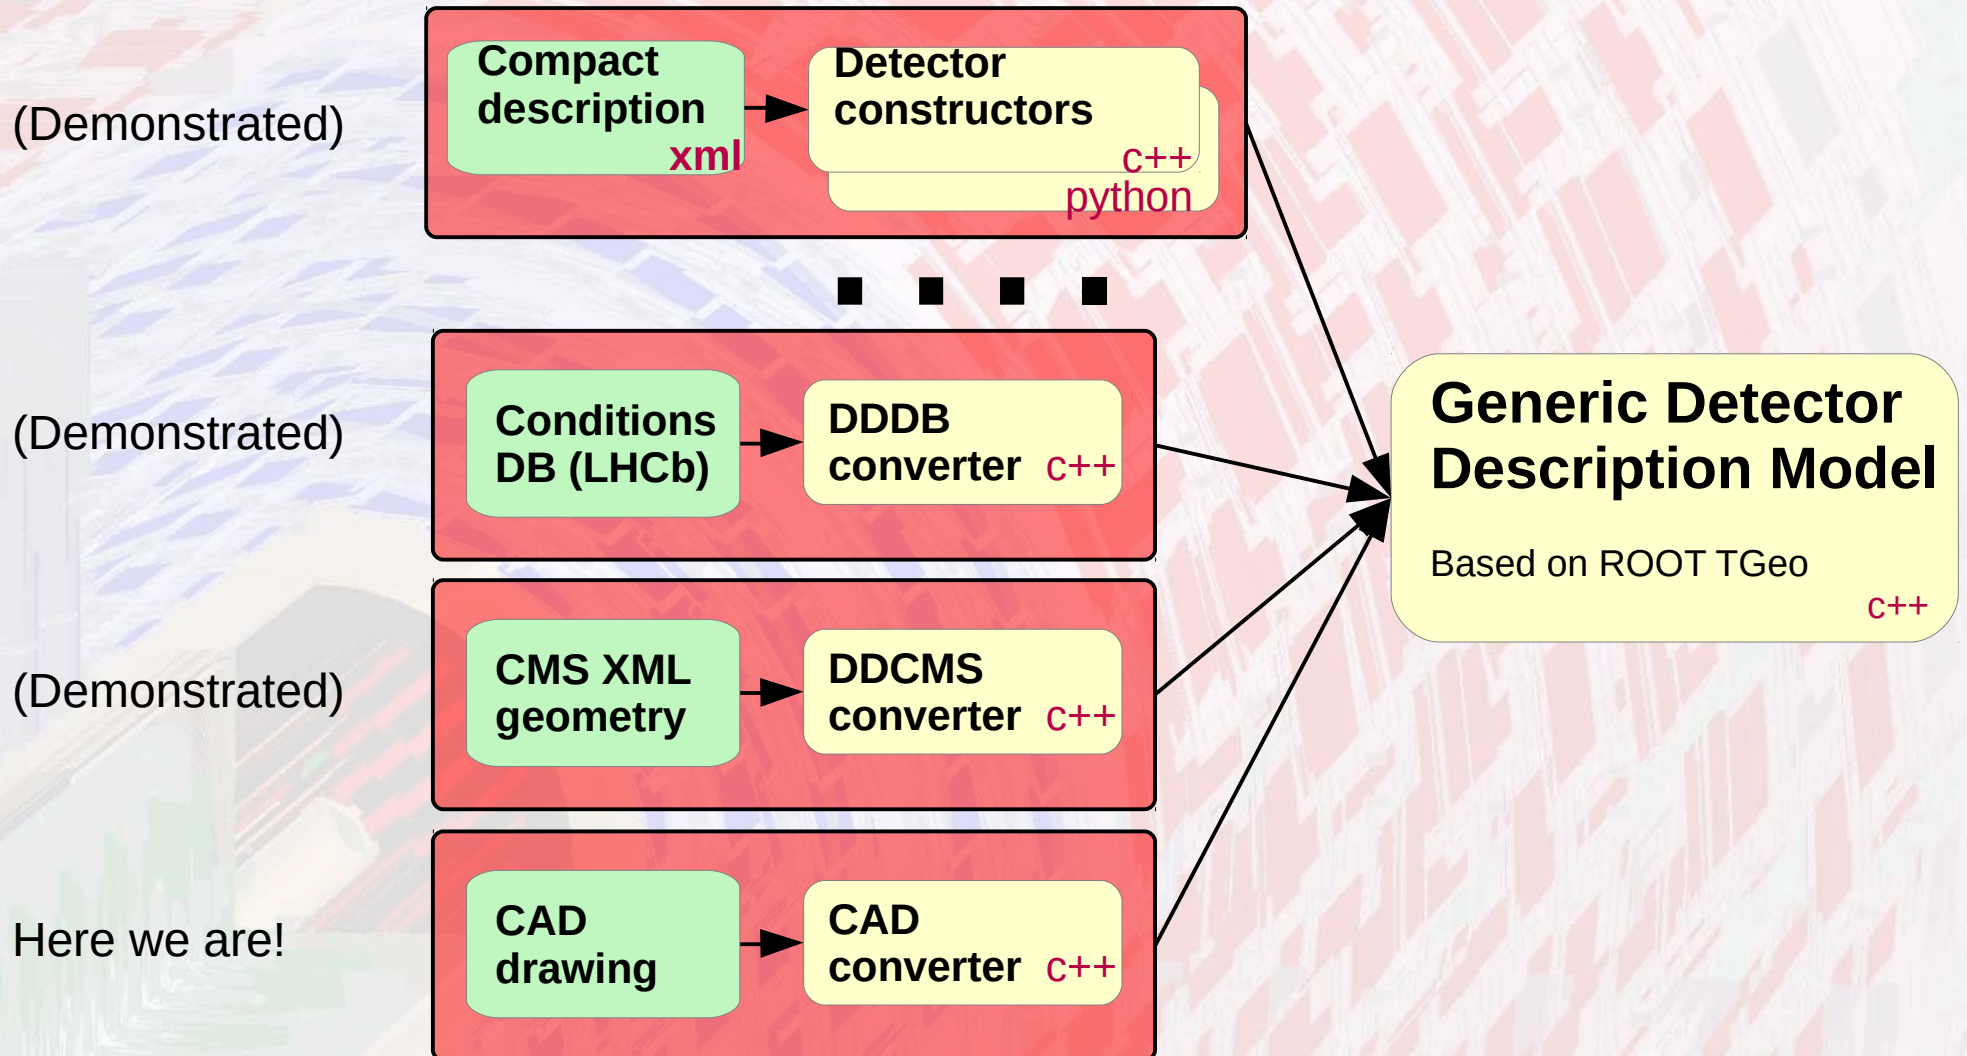 (Demonstrated)
Compact
description
xml
Detector
constructors
c++
python
(Demonstrated)
Conditions
DB (LHCb)
DDDB
converter c++
Generic Detector
Description Model
Based on ROOT TGeo
c++
(Demonstrated)
CMS XML
geometry
DDCMS
converter c++
Here we are!
CAD
drawing
CAD
converter c++